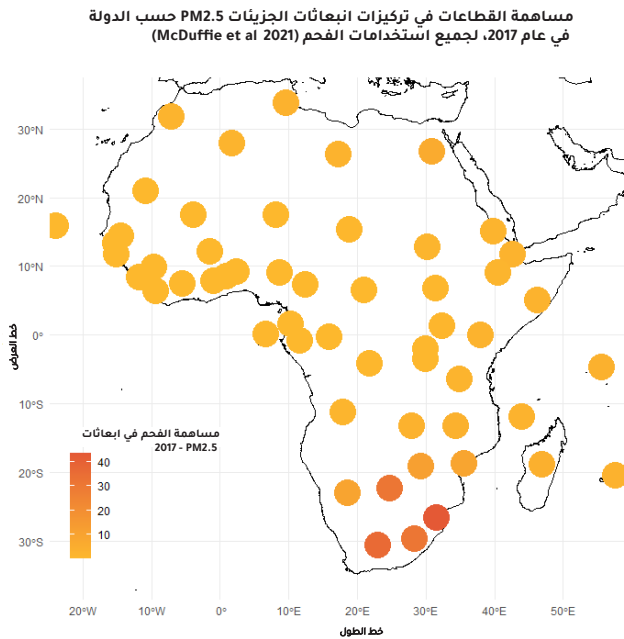 مساهمة القطاعات في تركيزات انبعاثات الجزيئات PM2.5 حسب الدولة
في عام 2017، لجميع استخدامات الفحم (McDuffie et al 2021)
30°N
20°N
10°N
0°
10°S
20°S
30°S
خط العرض
مساهمة الفحم في ابعاثات
2017 - PM2.5
40
30
20
10
20°W
10°W
0°
10°E
20°E
30°E
40°E
50°E
خط الطول